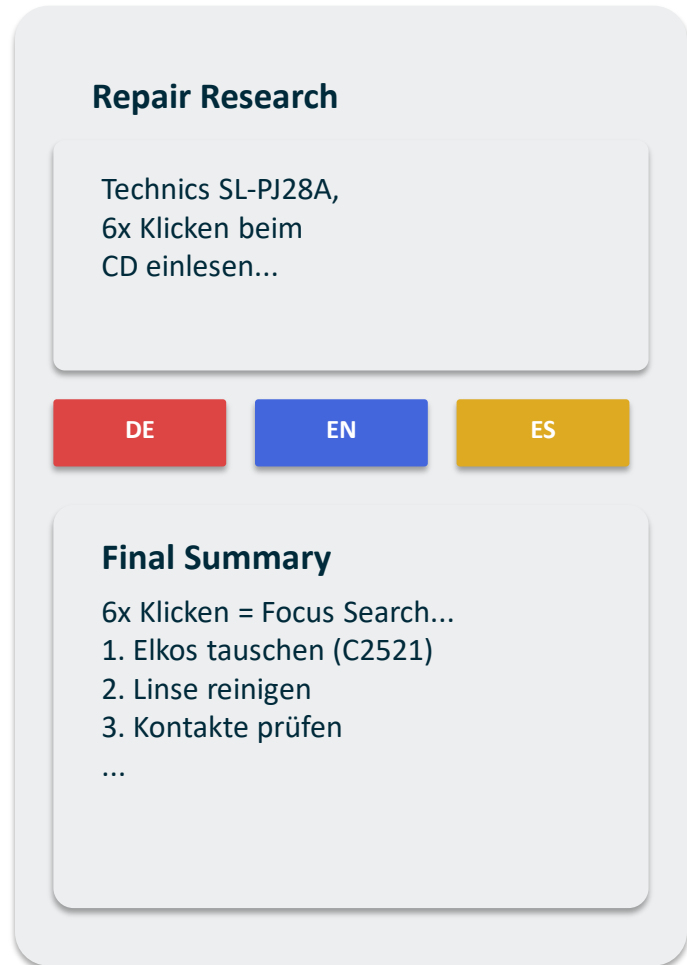 Repair Research
Technics SL-PJ28A,
6x Klicken beim
CD einlesen...
DE
EN
ES
Final Summary
6x Klicken = Focus Search...
1. Elkos tauschen (C2521)
2. Linse reinigen
3. Kontakte prüfen
...